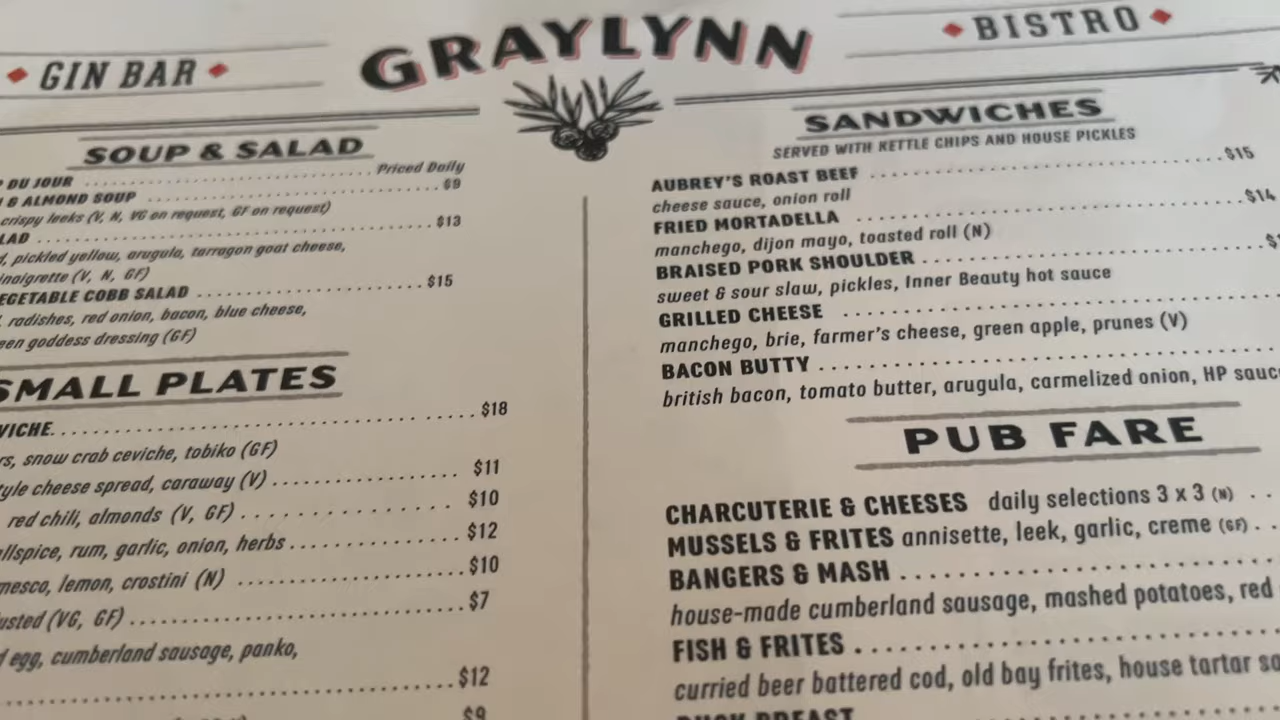 GIN BAR
GRAYLYNN
BISTRO
SOUP & SALAD
DU JOUR Priced Daily
& ALMOND SOUP $9
crispy leeks (V, N, VG on request, GF on request)
$13
pickled yellow, arugula, tarragon goat cheese,
(V, N, GF)
COBB SALAD $15
radishes, red onion, bacon, blue cheese,
goddess dressing (GF)
SMALL PLATES
$18
snow crab ceviche, tobiko (GF)
cheese spread, caraway (V) $11
red chili, almonds (V, GF) $10
rum, garlic, onion, herbs $12
lemon, crostini (N) $10
(VG, GF) $7
egg, cumberland sausage, panko,
$12
$9
SANDWICHES
SERVED WITH KETTLE CHIPS AND HOUSE PICKLES
AUBREY'S ROAST BEEF $15
cheese sauce, onion roll
FRIED MORTADELLA $14
manchego, dijon mayo, toasted roll (N)
BRAISED PORK SHOULDER
sweet & sour slaw, pickles, Inner Beauty hot sauce
GRILLED CHEESE
manchego, brie, farmer's cheese, green apple, prunes (V)
BACON BUTTY
british bacon, tomato butter, arugula, carmelized onion, HP
PUB FARE
CHARCUTERIE & CHEESES daily selections 3 x 3 (N)
MUSSELS & FRITES annisette, leek, garlic, creme (GF)
BANGERS & MASH
house-made cumberland sausage, mashed potatoes, red
FISH & FRITES
curried beer battered cod, old bay frites, house tartar